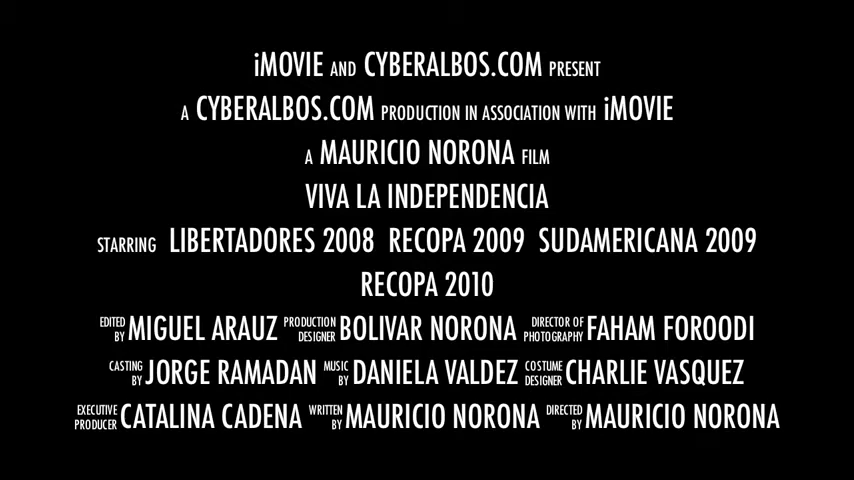 iMOVIE AND CYBERALBOS.COM PRESENT
A CYBERALBOS.COM PRODUCTION IN ASSOCIATION WITH iMOVIE
A MAURICIO NORONA FILM
VIVA LA INDEPENDENCIA
STARRING LIBERTADORES 2008 RECOPA 2009 SUDAMERICANA 2009
RECOPA 2010
EDITED BY MIGUEL ARAUZ PRODUCTION DESIGNER BOLIVAR NORONA DIRECTOR OF PHOTOGRAPHY FAHAM FOROODI
CASTING BY JORGE RAMADAN MUSIC BY DANIELA VALDEZ COSTUME DESIGNER CHARLIE VASQUEZ
EXECUTIVE PRODUCER CATALINA CADENA WRITTEN BY MAURICIO NORONA DIRECTED BY MAURICIO NORONA